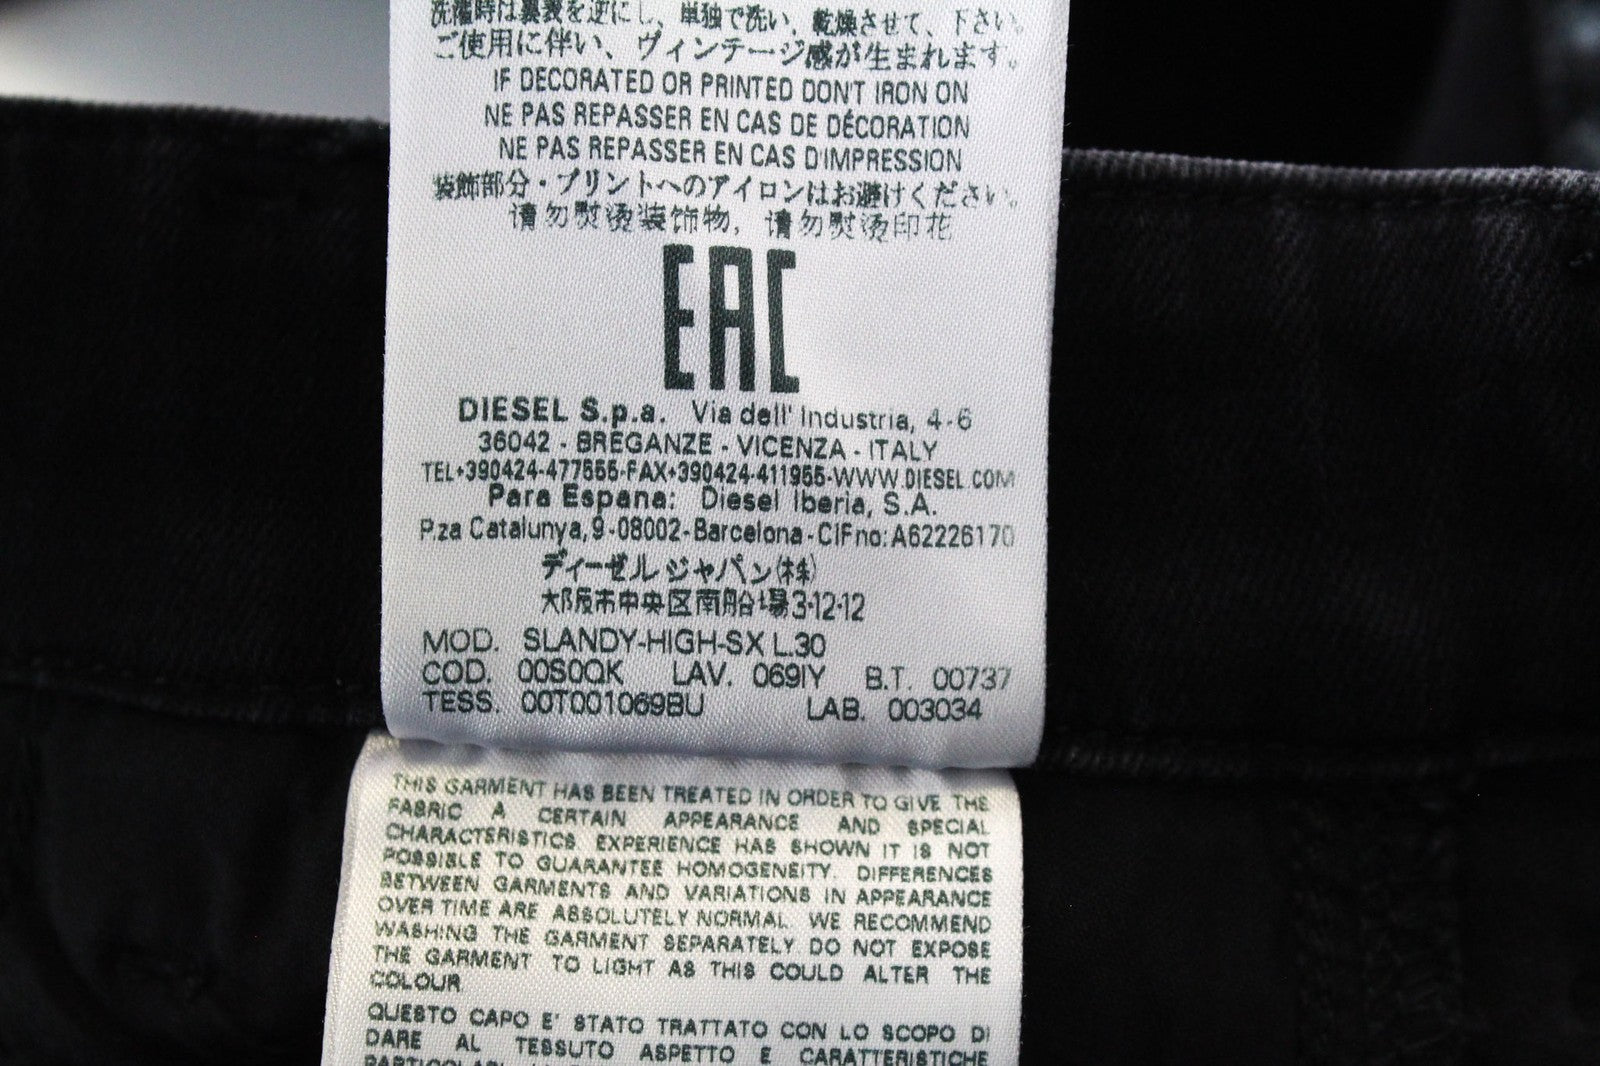 洗濯時は裏表を逆にし、単独で洗い、乾燥させて、下さい。
ご使用に伴い、ヴィンテージ感が生まれます。
IF DECORATED OR PRINTED DON'T IRON ON
NE PAS REPASSER EN CAS DE DÉCORATION
NE PAS REPASSER EN CAS D'IMPRESSION
装飾部分・プリントへのアイロンはお避けください。
请勿熨烫装饰物，请勿熨烫印花
EAC
DIESEL S.p.a. Via dell' Industria, 4-6
36042 - BREGANZE - VICENZA - ITALY
TEL+390424-477555-FAX+390424-411955-WWW.DIESEL.COM
Para Espana: Diesel Iberia, S.A.
P.za Catalunya, 9 - 08002 - Barcelona - CIF no: A62226170
ディーゼルジャパン(株)
大阪市中央区南船場3-12-12
MOD. SLANDY-HIGH-SX L.30
COD. 00S0QK LAV. 069IY B.T. 00737
TESS. 00T001069BU LAB. 003034
THIS GARMENT HAS BEEN TREATED IN ORDER TO GIVE THE
FABRIC A CERTAIN APPEARANCE AND SPECIAL
CHARACTERISTICS. EXPERIENCE HAS SHOWN IT IS NOT
POSSIBLE TO GUARANTEE HOMOGENEITY. DIFFERENCES
BETWEEN GARMENTS AND VARIATIONS IN APPEARANCE
OVER TIME ARE ABSOLUTELY NORMAL. WE RECOMMEND
WASHING THE GARMENT SEPARATELY DO NOT EXPOSE
THE GARMENT TO LIGHT AS THIS COULD ALTER THE
COLOUR
QUESTO CAPO E' STATO TRATTATO CON LO SCOPO DI
DARE AL TESSUTO ASPETTO E CARATTERISTICHE